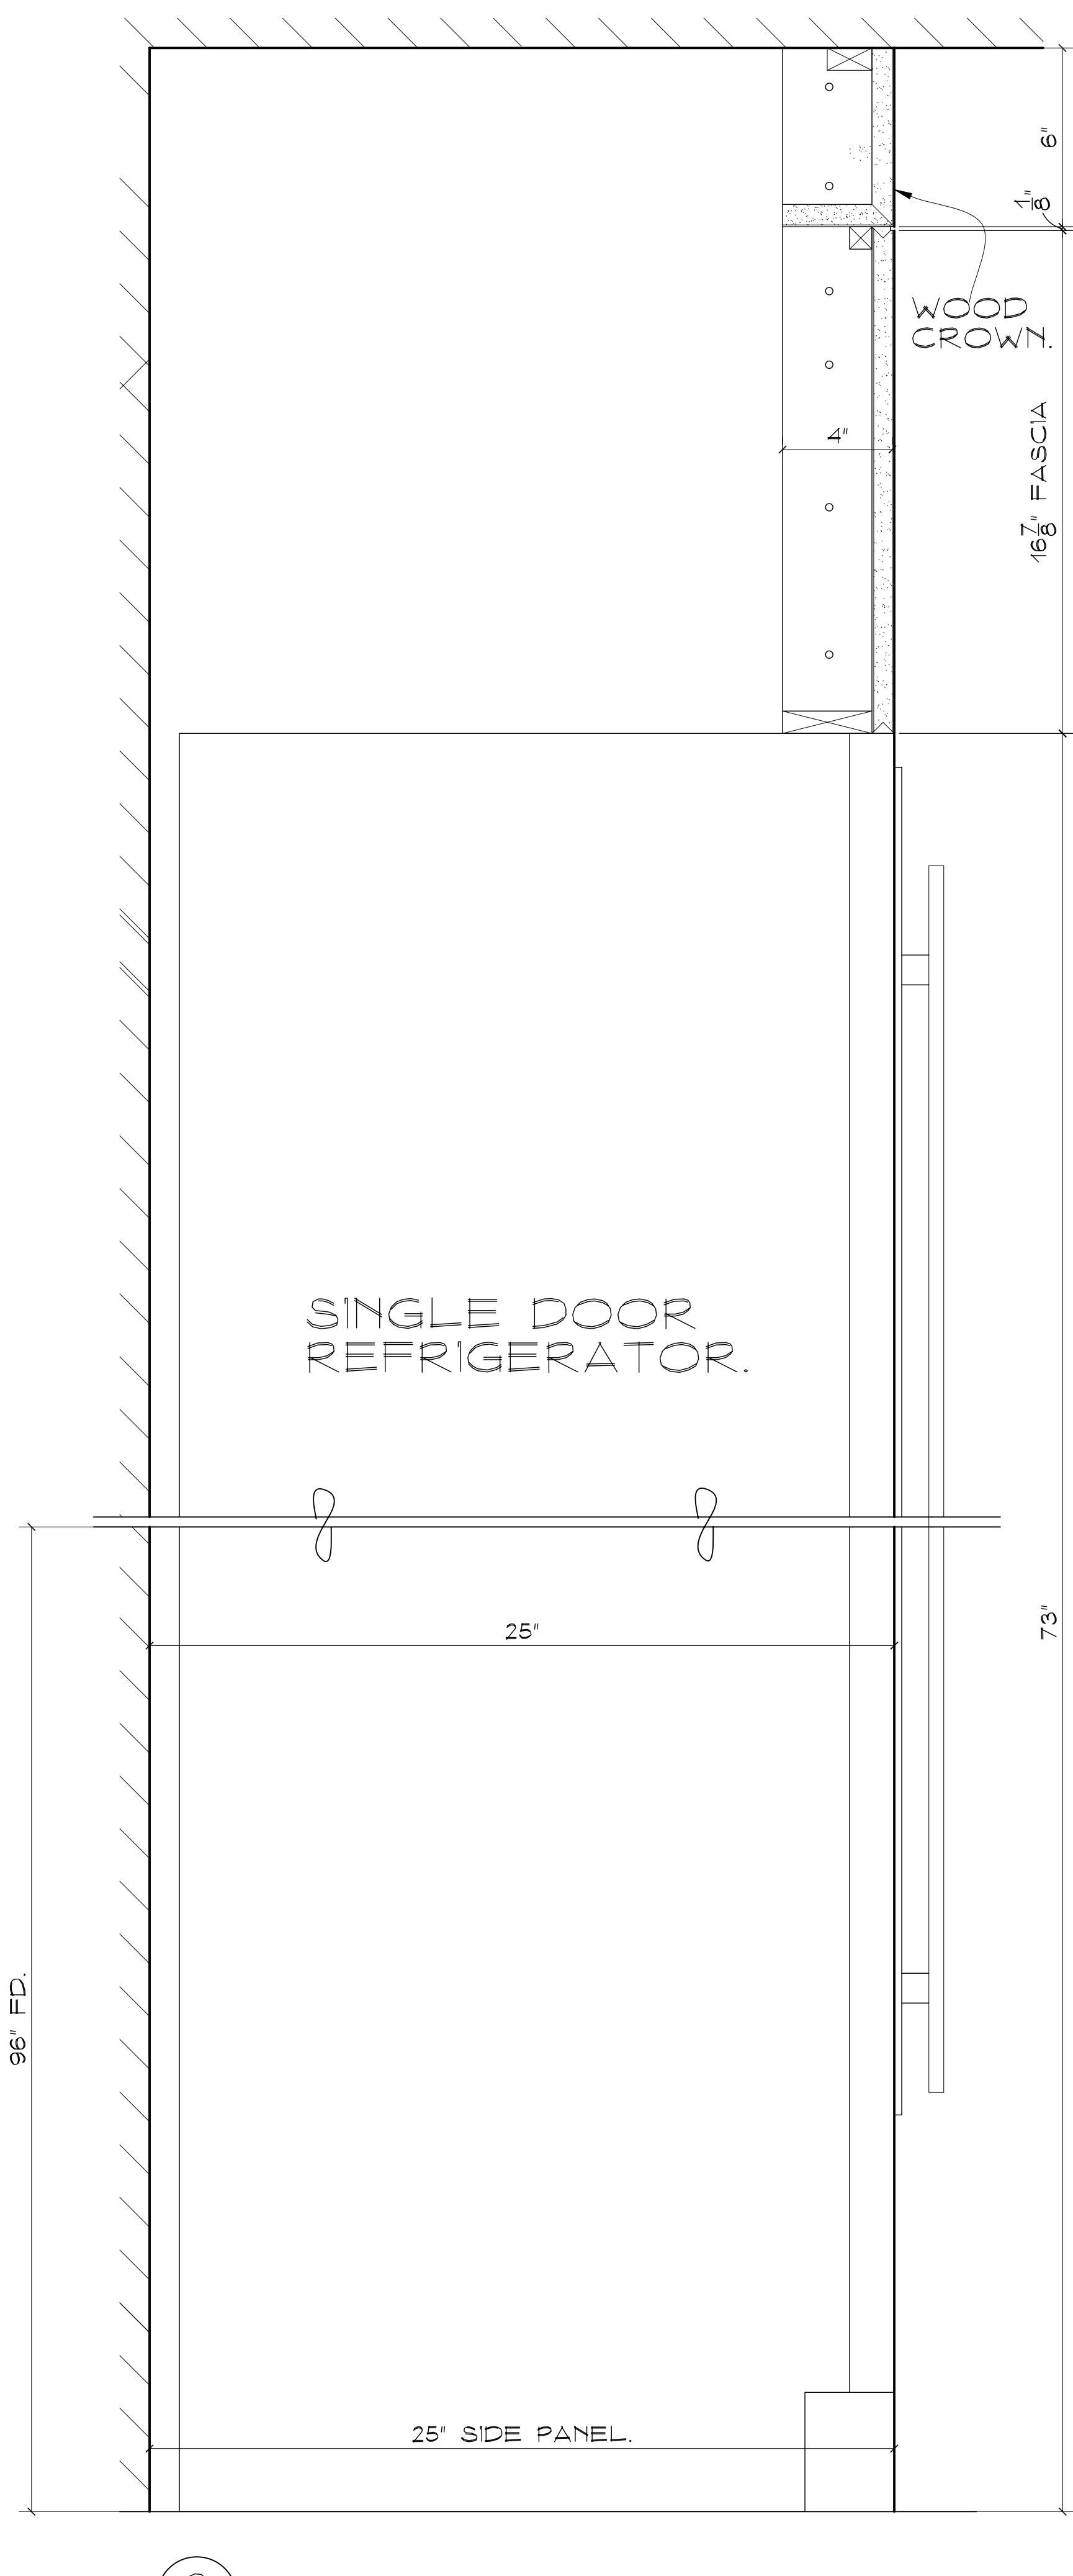 6"
1/8"
WOOD
CROWN.
4"
16 7/8" FASCIA
SINGLE DOOR
REFRIGERATOR.
25"
73"
96" FD.
25" SIDE PANEL.